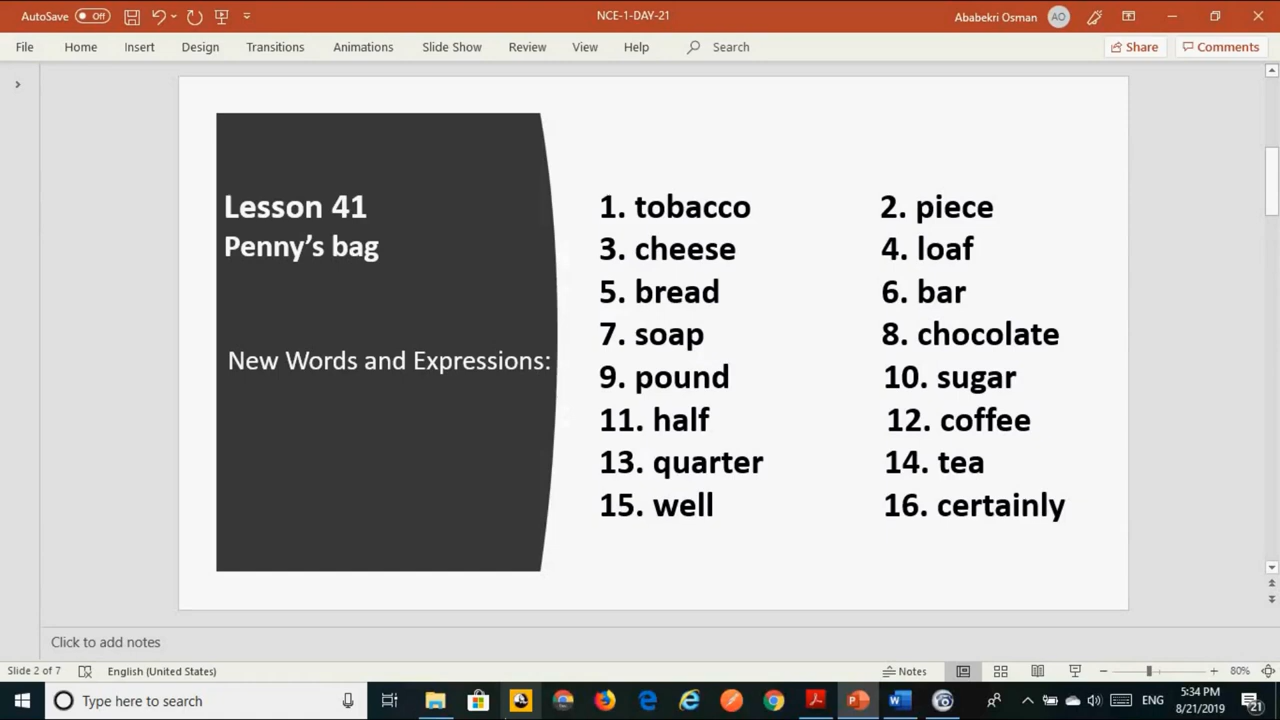 AutoSave Off NCE-1-DAY-21 Ababekri Osman AO
File Home Insert Design Transitions Animations Slide Show Review View Help Search Share Comments
Lesson 41
Penny's bag
New Words and Expressions:
1. tobacco 2. piece
3. cheese 4. loaf
5. bread 6. bar
7. soap 8. chocolate
9. pound 10. sugar
11. half 12. coffee
13. quarter 14. tea
15. well 16. certainly
Click to add notes
Slide 2 of 7 English (United States) Notes 80%
Type here to search ENG 5:34 PM
8/21/2019 21